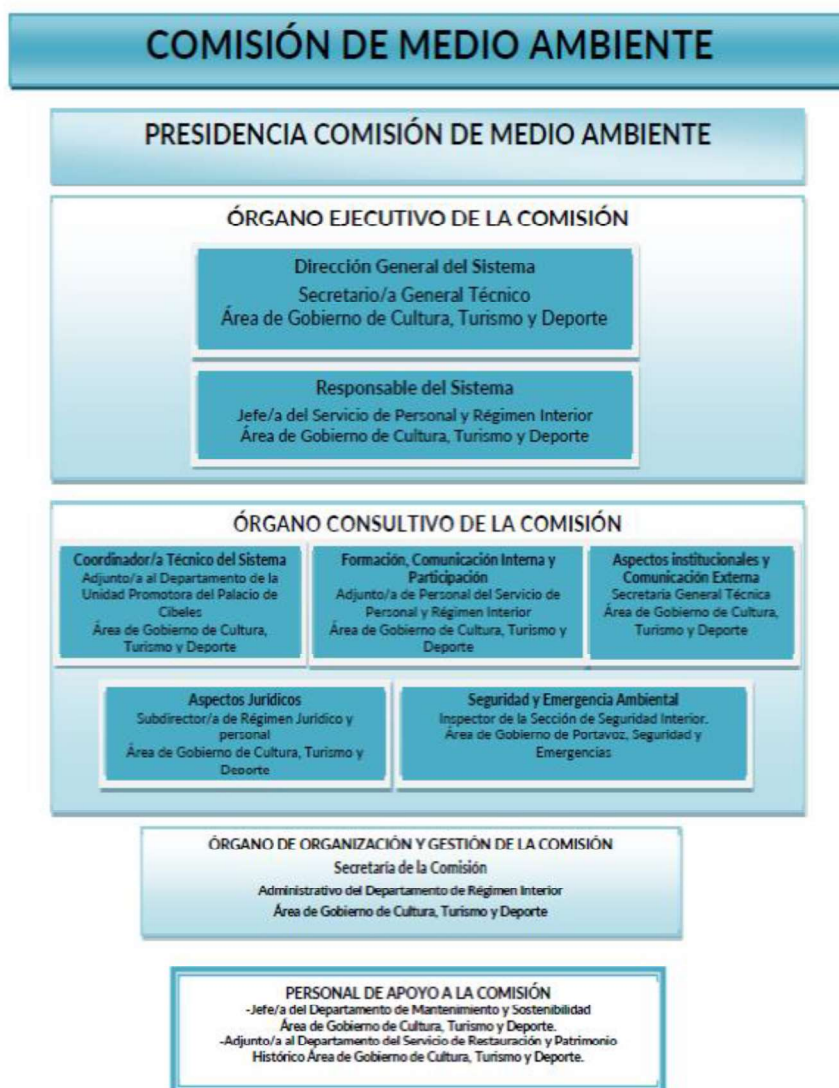 COMISIÓN DE MEDIO AMBIENTE
PRESIDENCIA COMISIÓN DE MEDIO AMBIENTE
ÓRGANO EJECUTIVO DE LA COMISIÓN
Dirección General del Sistema
Secretario/a General Técnico
Área de Gobierno de Cultura, Turismo y Deporte
Responsable del Sistema
Jefe/a del Servicio de Personal y Régimen Interior
Área de Gobierno de Cultura, Turismo y Deporte
ÓRGANO CONSULTIVO DE LA COMISIÓN
Coordinador/a Técnico del Sistema
Adjunto/a al Departamento de la
Unidad Promotora del Palacio de
Cibeles
Área de Gobierno de Cultura,
Turismo y Deporte
Formación, Comunicación Interna y
Participación
Adjunto/a de Personal del Servicio de
Personal y Régimen Interior
Área de Gobierno de Cultura, Turismo y
Deporte
Aspectos institucionales y
Comunicación Externa
Secretaria General Técnica
Área de Gobierno de Cultura,
Turismo y Deporte
Aspectos Jurídicos
Subdirector/a de Régimen Jurídico y
personal
Área de Gobierno de Cultura, Turismo y
Deporte
Seguridad y Emergencia Ambiental
Inspector de la Sección de Seguridad Interior.
Área de Gobierno de Portavoz, Seguridad y
Emergencias
ÓRGANO DE ORGANIZACIÓN Y GESTIÓN DE LA COMISIÓN
Secretaría de la Comisión
Administrativo del Departamento de Régimen Interior
Área de Gobierno de Cultura, Turismo y Deporte
PERSONAL DE APOYO A LA COMISIÓN
-Jefe/a del Departamento de Mantenimiento y Sostenibilidad
Área de Gobierno de Cultura, Turismo y Deporte.
-Adjunto/a al Departamento del Servicio de Restauración y Patrimonio
Histórico Área de Gobierno de Cultura, Turismo y Deporte.